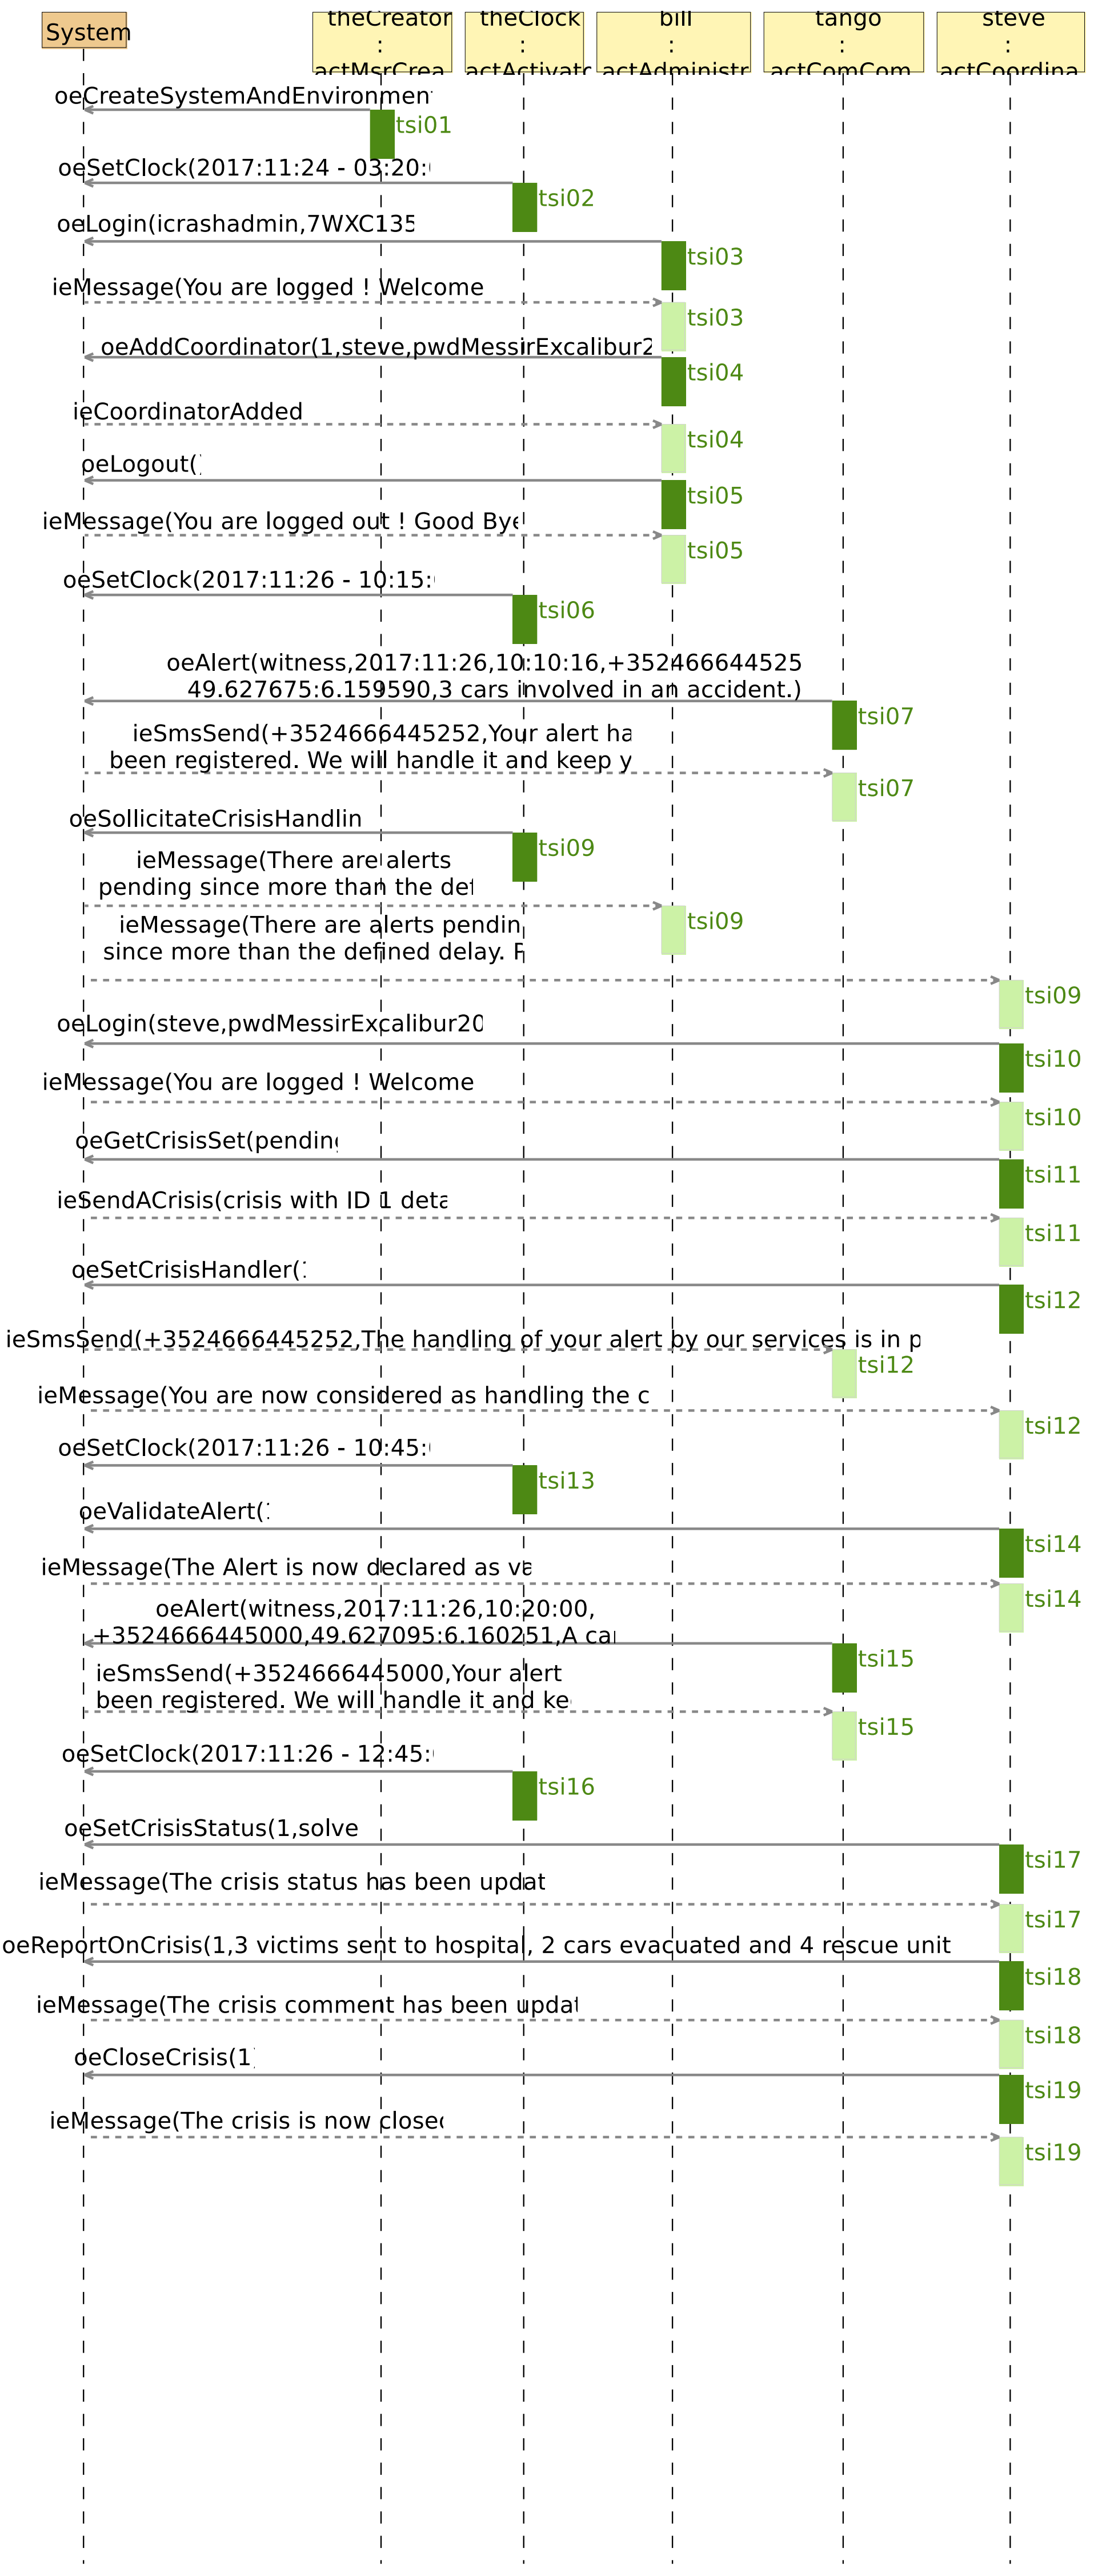 System
theCreator
:
actMsrCrea
theClock
:
actActivato
bill
:
actAdministr
tango
:
actComCom
steve
:
actCoordina
oeCreateSystemAndEnvironment
tsi01
oeSetClock(2017:11:24 - 03:20:
tsi02
oeLogin(icrashadmin,7WXC135
tsi03
ieMessage(You are logged ! Welcome
tsi03
oeAddCoordinator(1,steve,pwdMessirExcalibur2
tsi04
ieCoordinatorAdded
tsi04
oeLogout()
tsi05
ieMessage(You are logged out ! Good Bye
tsi05
oeSetClock(2017:11:26 - 10:15:
tsi06
oeAlert(witness,2017:11:26,10:10:16,+352466644525
49.627675:6.159590,3 cars involved in an accident.)
tsi07
ieSmsSend(+3524666445252,Your alert ha
been registered. We will handle it and keep y
tsi07
oeSollicitateCrisisHandlin
tsi09
ieMessage(There are alerts
pending since more than the def
tsi09
ieMessage(There are alerts pendin
since more than the defined delay. P
tsi09
oeLogin(steve,pwdMessirExcalibur20
tsi10
ieMessage(You are logged ! Welcome
tsi10
oeGetCrisisSet(pending
tsi11
ieSendACrisis(crisis with ID 1 deta
tsi11
oeSetCrisisHandler(1
tsi12
ieSmsSend(+3524666445252,The handling of your alert by our services is in p
tsi12
ieMessage(You are now considered as handling the c
tsi12
oeSetClock(2017:11:26 - 10:45:
tsi13
oeValidateAlert(1
tsi14
ieMessage(The Alert is now declared as va
tsi14
oeAlert(witness,2017:11:26,10:20:00,
+3524666445000,49.627095:6.160251,A car
tsi15
ieSmsSend(+3524666445000,Your alert
been registered. We will handle it and ke
tsi15
oeSetClock(2017:11:26 - 12:45:
tsi16
oeSetCrisisStatus(1,solve
tsi17
ieMessage(The crisis status has been updat
tsi17
oeReportOnCrisis(1,3 victims sent to hospital, 2 cars evacuated and 4 rescue unit
tsi18
ieMessage(The crisis comment has been updat
tsi18
oeCloseCrisis(1)
tsi19
ieMessage(The crisis is now closed
tsi19